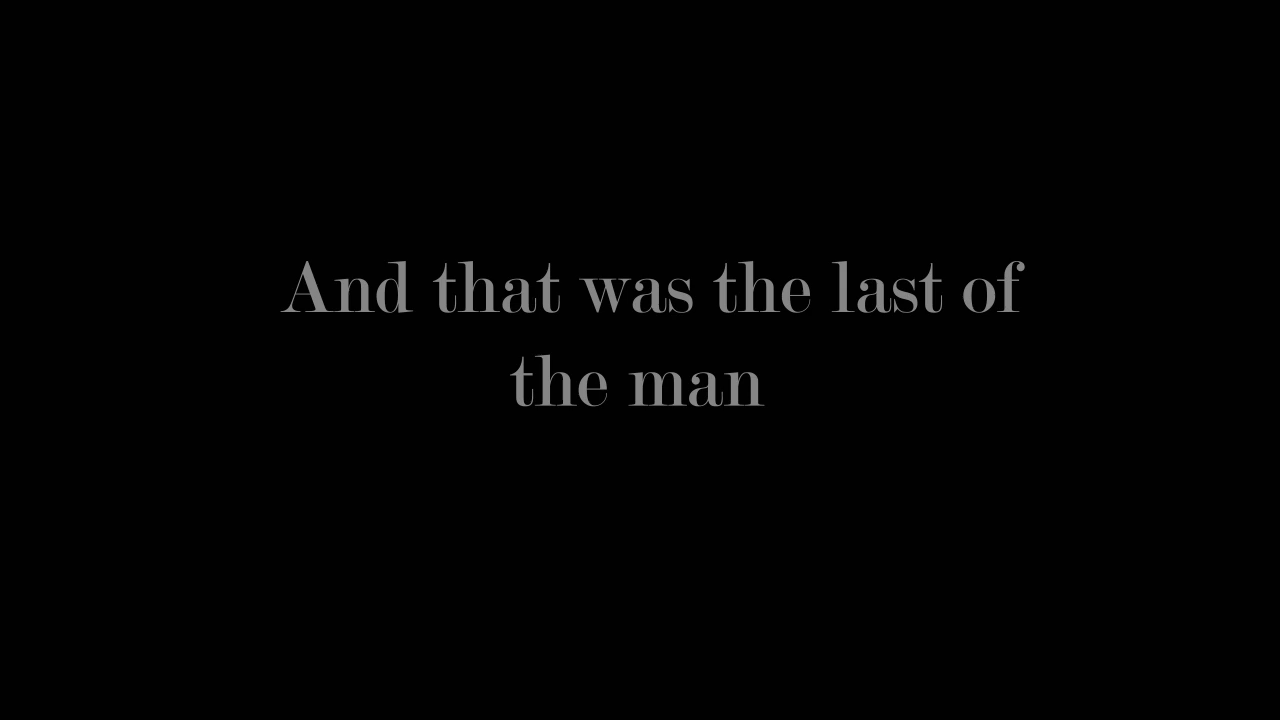 And that was the last of
the man